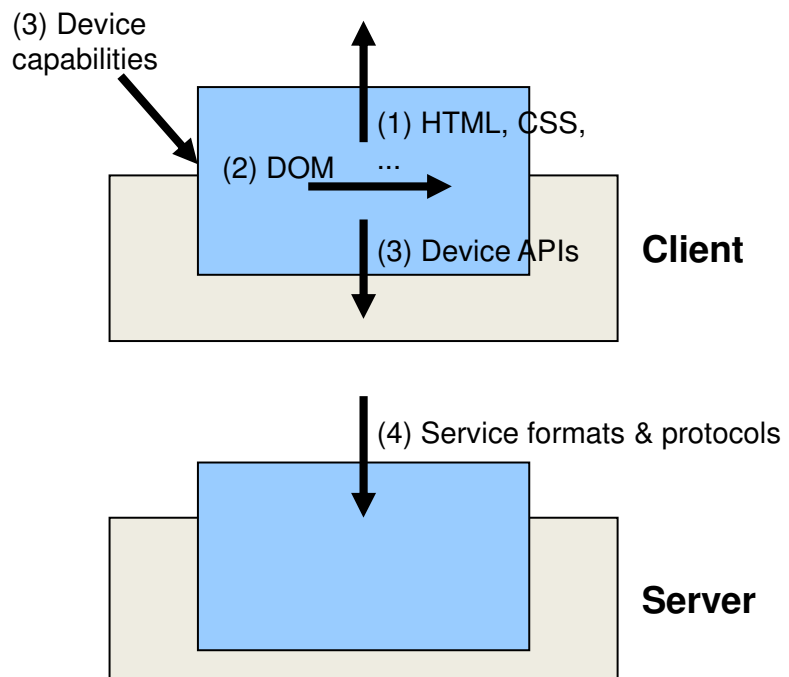 (3) Device
capabilities
(1) HTML, CSS,
...
(2) DOM
(3) Device APIs
Client
(4) Service formats & protocols
Server